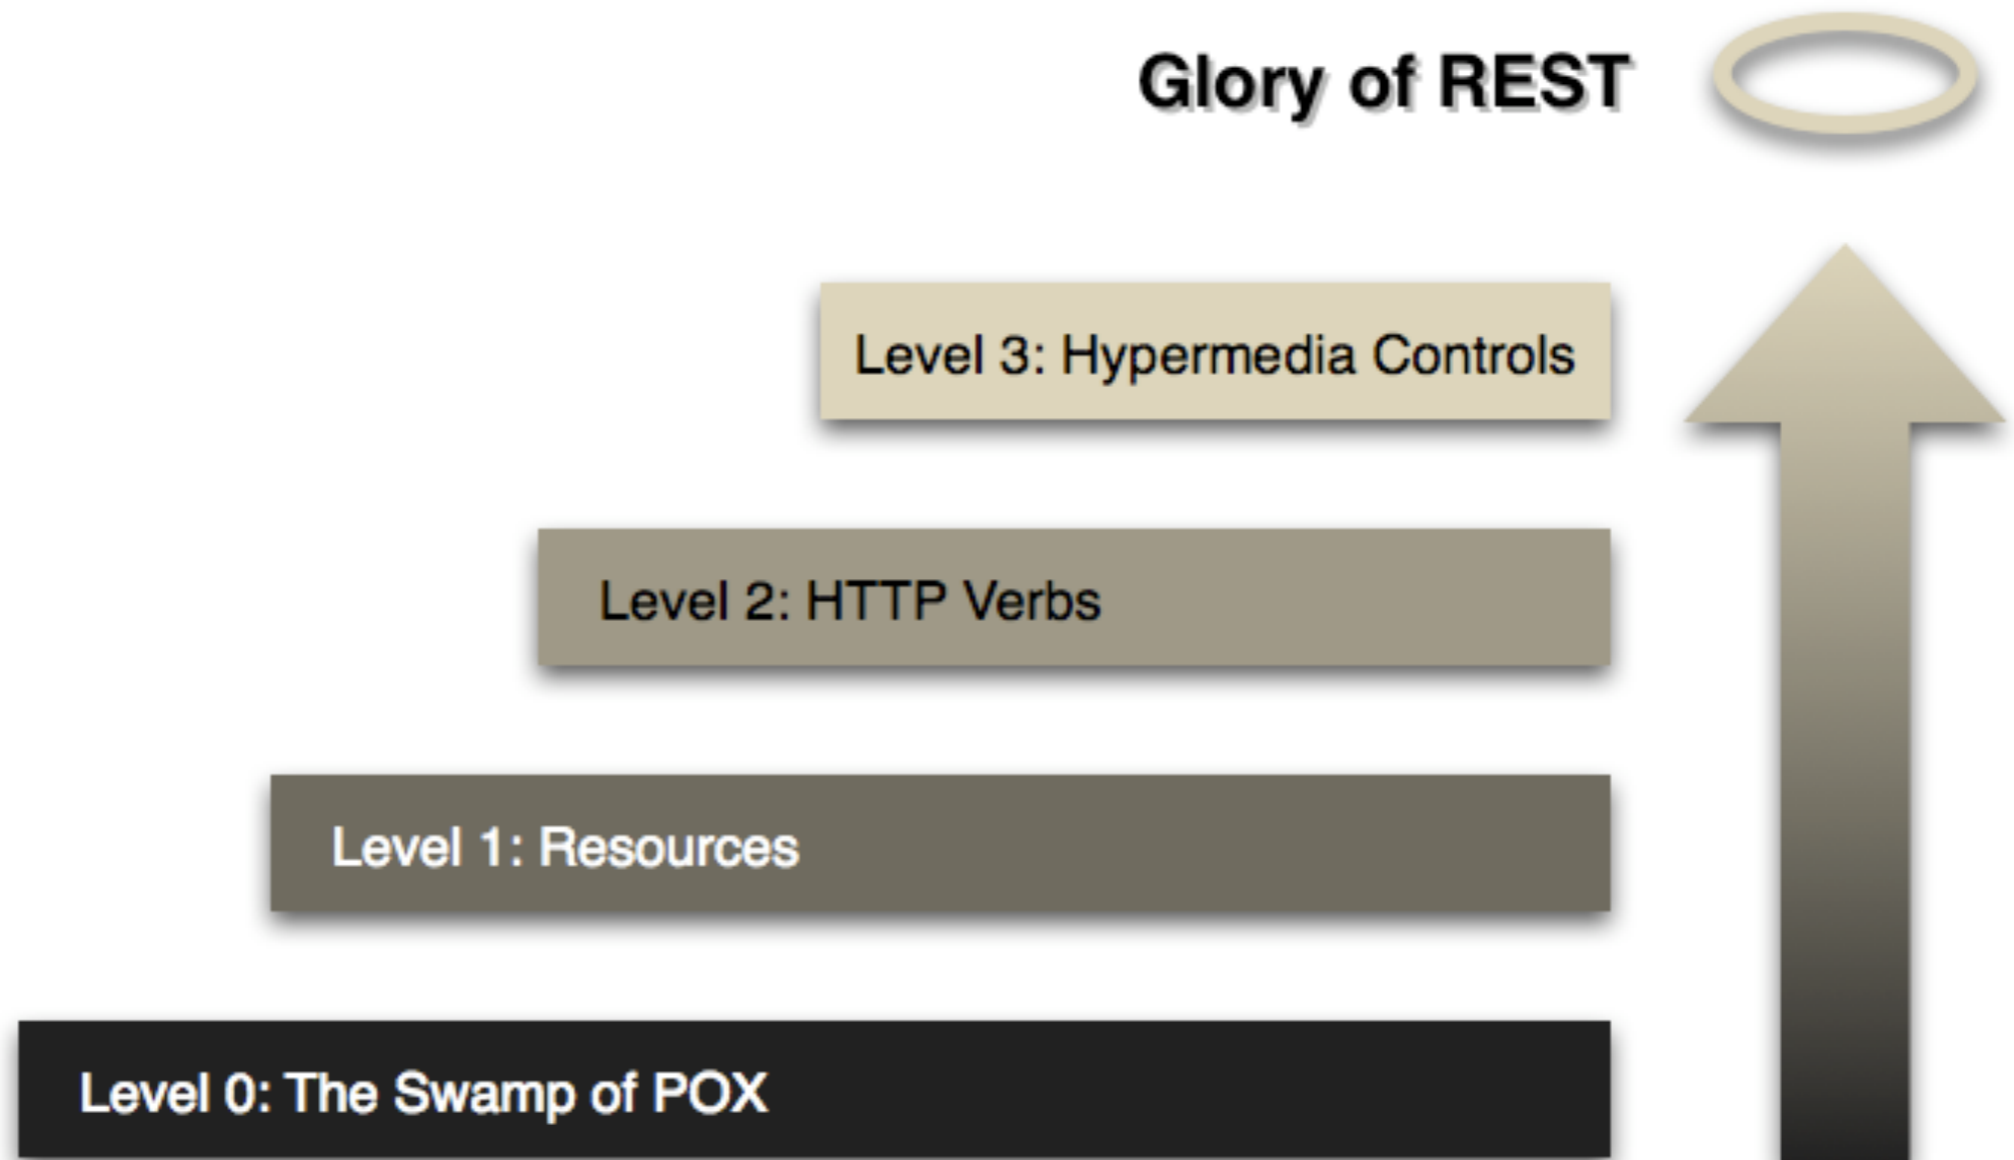 Glory of REST
Level 3: Hypermedia Controls
Level 2: HTTP Verbs
Level 1: Resources
Level 0: The Swamp of POX